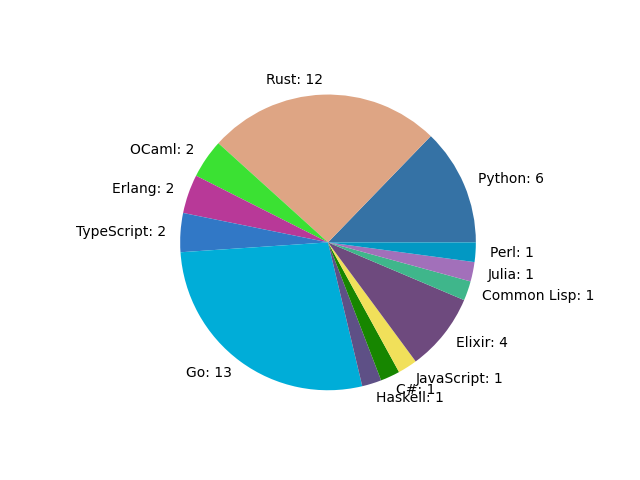 Rust: 12
OCaml: 2
Python: 6
Erlang: 2
TypeScript: 2
Perl: 1
Julia: 1
Common Lisp: 1
Elixir: 4
Go: 13
JavaScript: 1
C#: 1
Haskell: 1